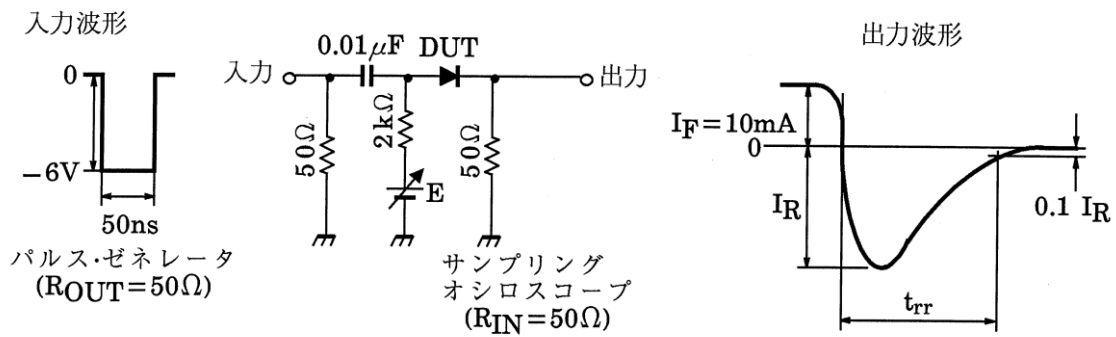 入力波形
0
−6V
50ns
パルス・ゼネレータ
(ROUT=50Ω)
0.01μF DUT
入力
出力
50Ω
2kΩ
E
50Ω
サンプリング
オシロスコープ
(RIN=50Ω)
出力波形
IF=10mA
0
IR
0.1 IR
trr